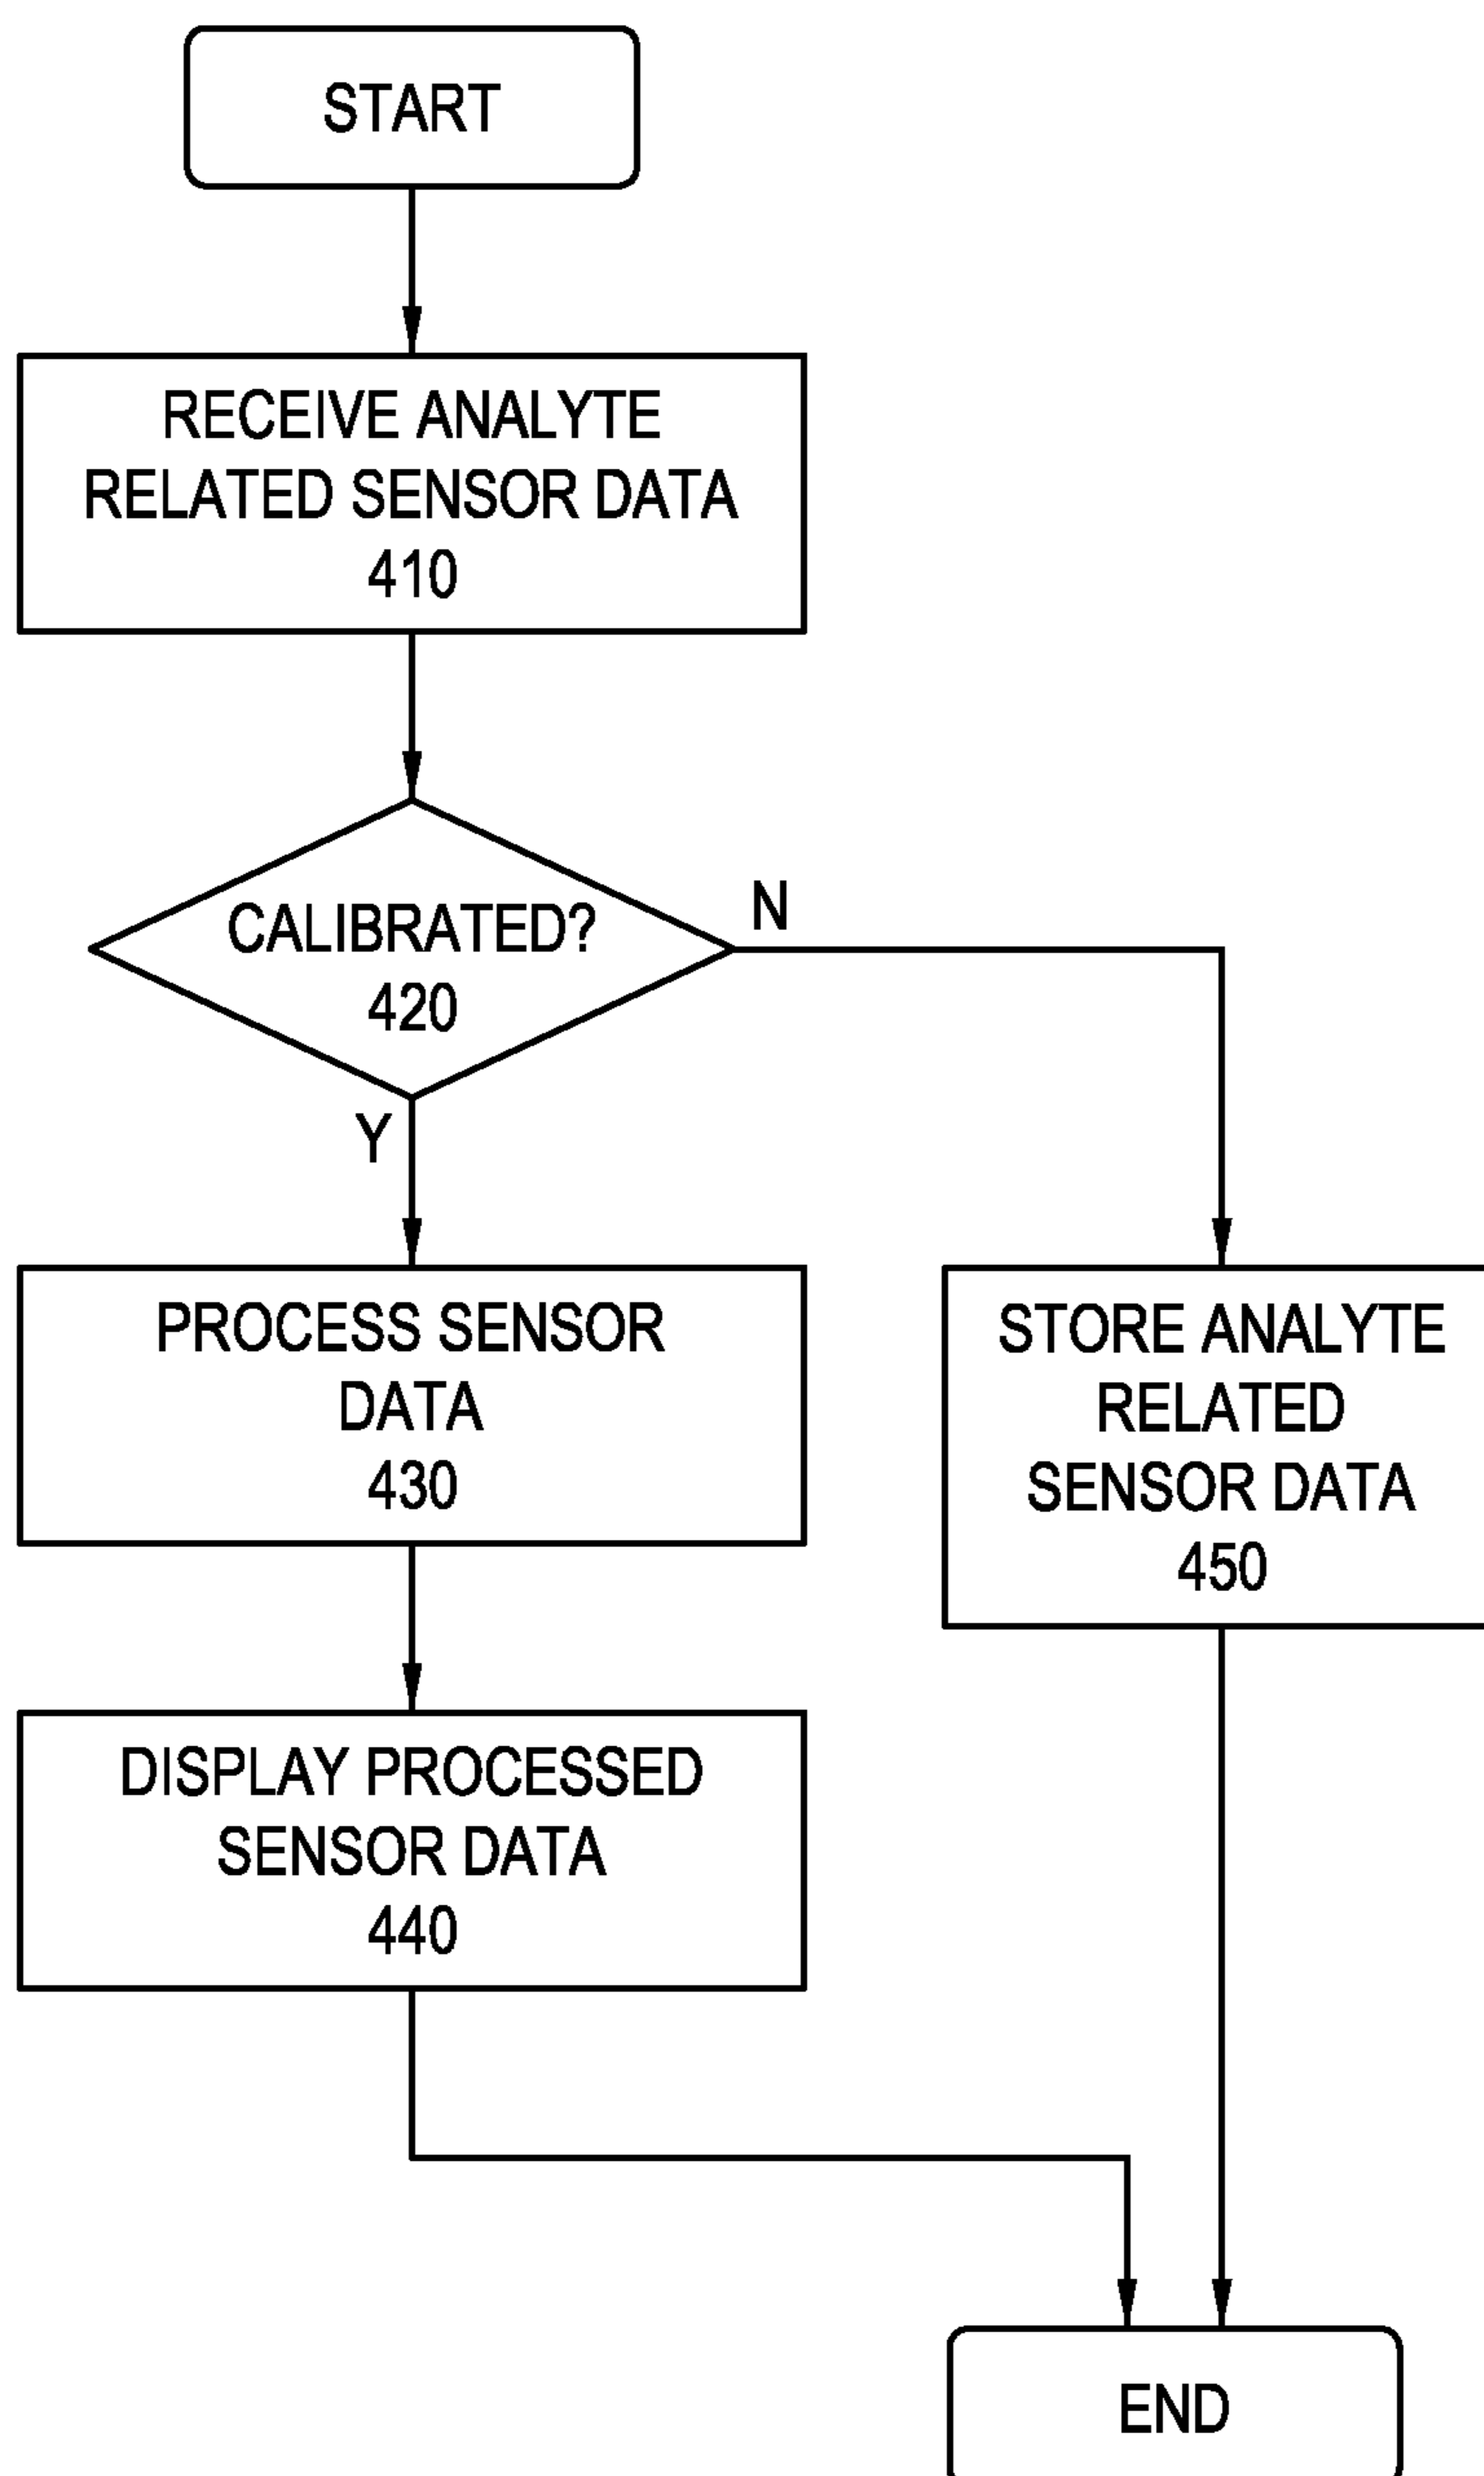 START
RECEIVE ANALYTE
RELATED SENSOR DATA
410
CALIBRATED?
420
N
Y
PROCESS SENSOR
DATA
430
STORE ANALYTE
RELATED
SENSOR DATA
450
DISPLAY PROCESSED
SENSOR DATA
440
END